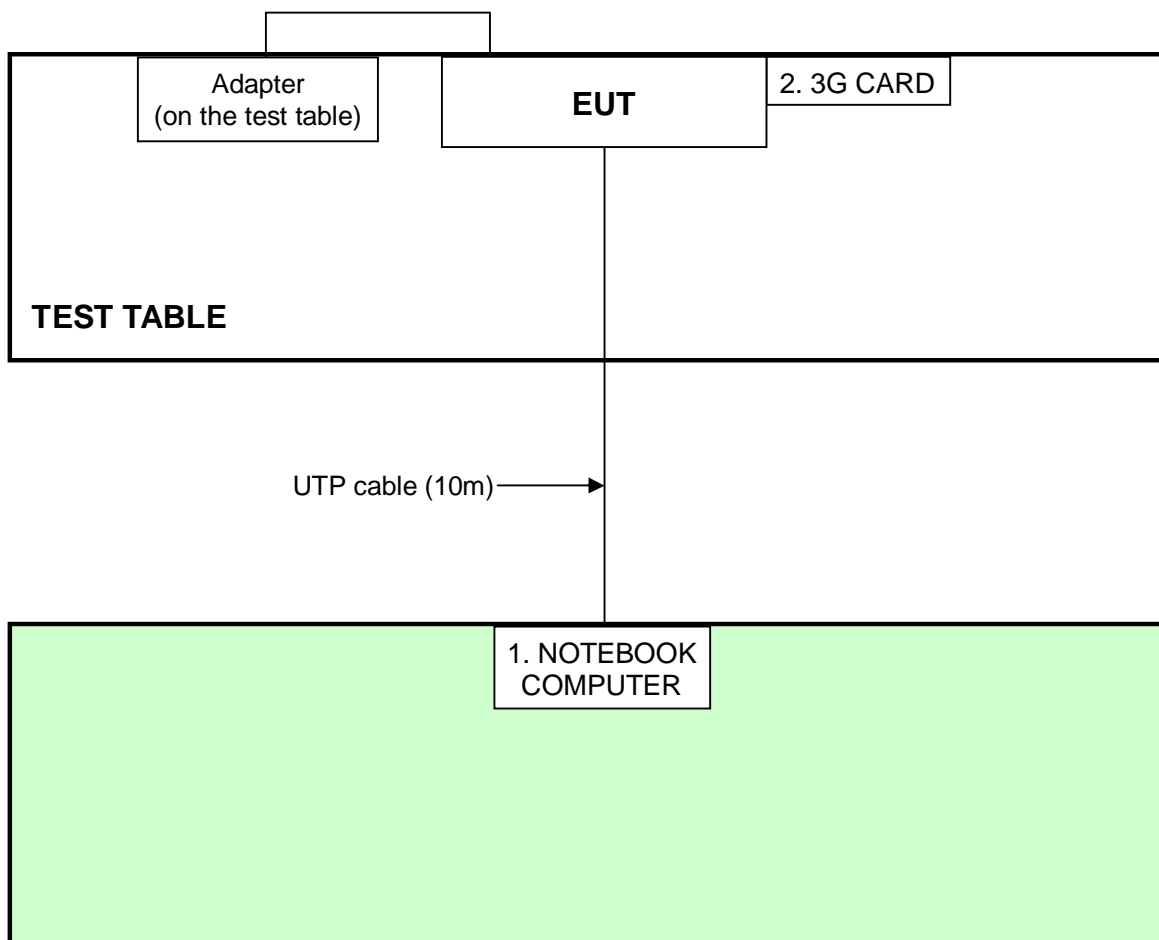 Adapter
(on the test table)
EUT
2. 3G CARD
TEST TABLE
UTP cable (10m)
1. NOTEBOOK
COMPUTER